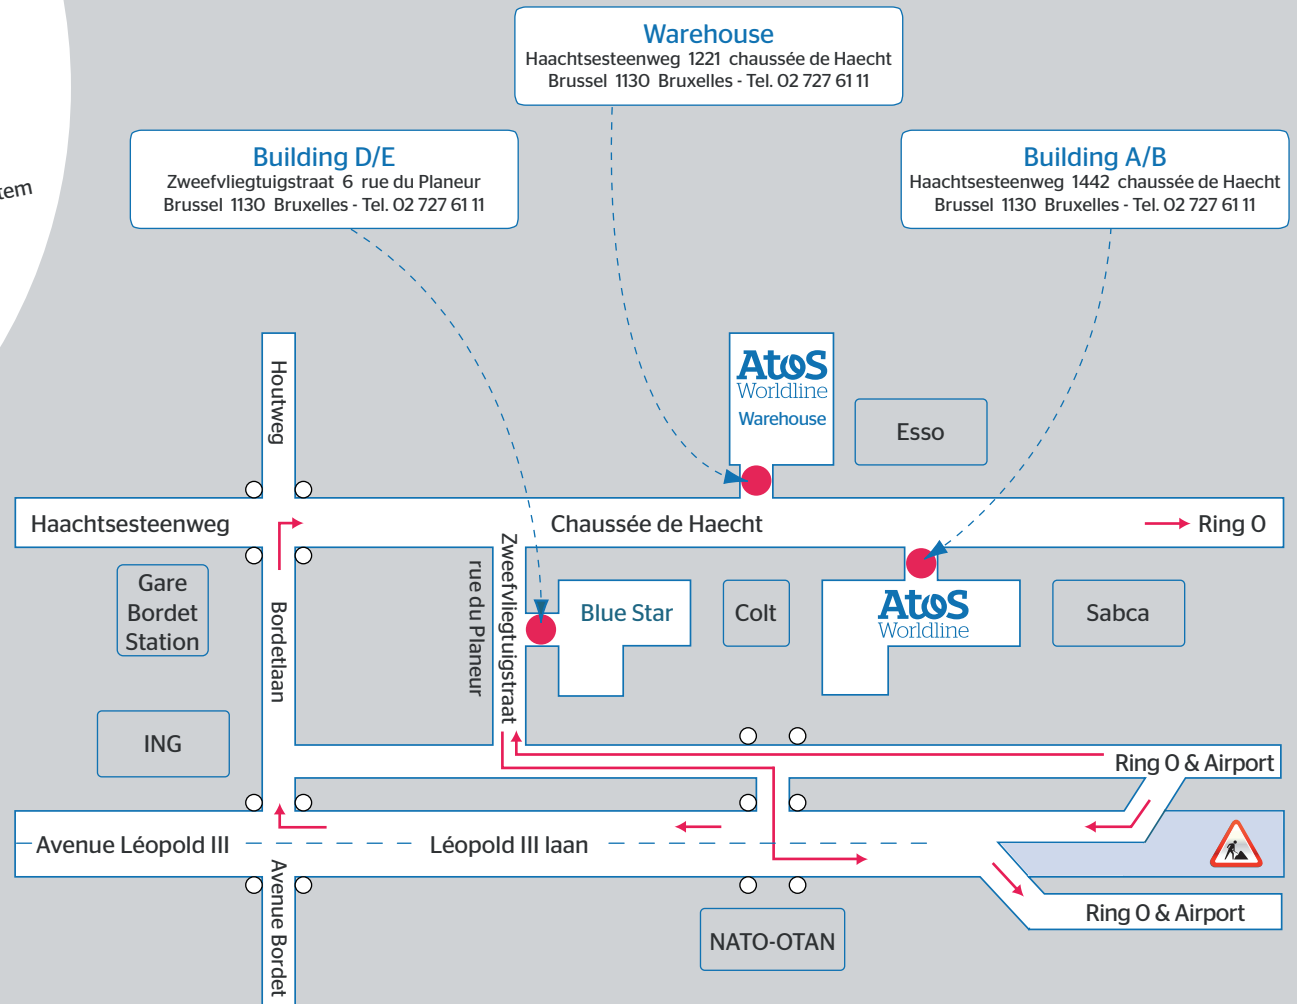 Warehouse
Haachtsesteenweg 1221 chaussée de Haecht
Brussel 1130 Bruxelles - Tel. 02 727 61 11
Building D/E
Zweefvliegtuigstraat 6 rue du Planeur
Brussel 1130 Bruxelles - Tel. 02 727 61 11
Building A/B
Haachtsesteenweg 1442 chaussée de Haecht
Brussel 1130 Bruxelles - Tel. 02 727 61 11
Houtweg
Atos
Worldline
Warehouse
Esso
Haachtsesteenweg
Chaussée de Haecht
Ring O
Gare
Bordet
Station
Bordetlaan
rue du Planeur
Zweefvliegtuigstraat
Blue Star
Colt
Atos
Worldline
Sabca
ING
Ring O & Airport
Avenue Léopold III
Léopold III laan
Avenue Bordet
NATO-OTAN
Ring O & Airport